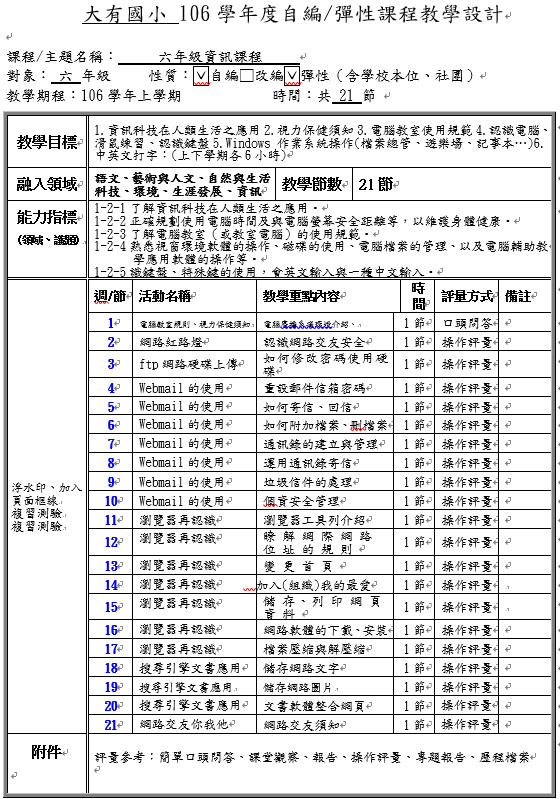 大有國小 106 學年度自編/彈性課程教學設計
課程/主題名稱： 六年級資訊課程
對象：六 年級 性質：☑自編□改編☑彈性（含學校本位、社團）
教學期程：106 學年上學期 時間：共 21 節
教學目標
1.資訊科技在人類生活之應用 2.視力保健須知 3.電腦教室使用規範 4.認識電腦、
滑鼠練習、認識鍵盤 5.Windows 作業系統操作(檔案總管、遊樂場、記事本…)6.
中英文打字：(上下學期各 6 小時)
融入領域
語文、藝術與人文、自然與生活
科技、環境、生涯發展、資訊
教學節數
21 節
能力指標
(領域、議題)
1-2-1 了解資訊科技在人類生活之應用。
1-2-2 正確規劃使用電腦時間及與電腦螢幕安全距離等，以維護身體健康。
1-2-3 了解電腦教室（或教室電腦）的使用規範。
1-2-4 熟悉視窗環境軟體的操作、磁碟的使用、電腦檔案的管理、以及電腦輔助教
學應用軟體的操作等。
1-2-5 識鍵盤、特殊鍵的使用，會英文輸入與一種中文輸入。
浮水印、加入
頁面框線
複習測驗
複習測驗
週/節 活動名稱 教學重點內容 時間 評量方式 備註
1 電腦教室規則、視力保健須知 電腦廣播系統環境介紹、 1 節 口頭問答
2 網路紅路燈 認識網路交友安全 1 節 操作評量
3 ftp 網路硬碟上傳 如何修改密碼使用硬碟 1 節 操作評量
4 Webmail 的使用 重設郵件信箱密碼 1 節 操作評量
5 Webmail 的使用 如何寄信、回信 1 節 操作評量
6 Webmail 的使用 如何附加檔案、刪檔案 1 節 操作評量
7 Webmail 的使用 通訊錄的建立與管理 1 節 操作評量
8 Webmail 的使用 運用通訊錄寄信 1 節 操作評量
9 Webmail 的使用 垃圾信件的處理 1 節 操作評量
10 Webmail 的使用 個資安全管理 1 節 操作評量
11 瀏覽器再認識 瀏覽器工具列介紹 1 節 操作評量
12 瀏覽器再認識 瞭解網際網路位址的規則 1 節 操作評量
13 瀏覽器再認識 變更首頁 1 節 操作評量
14 瀏覽器再認識 加入(組織)我的最愛 1 節 操作評量
15 瀏覽器再認識 儲存、列印網頁資料 1 節 操作評量
16 瀏覽器再認識 網路軟體的下載、安裝 1 節 操作評量
17 瀏覽器再認識 檔案壓縮與解壓縮 1 節 操作評量
18 搜尋引擎文書應用 儲存網路文字 1 節 操作評量
19 搜尋引擎文書應用 儲存網路圖片 1 節 操作評量
20 搜尋引擎文書應用 文書軟體整合網頁 1 節 操作評量
21 網路交友你我他 網路交友須知 1 節 操作評量
附件
評量參考：簡單口頭問答、課堂觀察、報告、操作評量、專題報告、歷程檔案